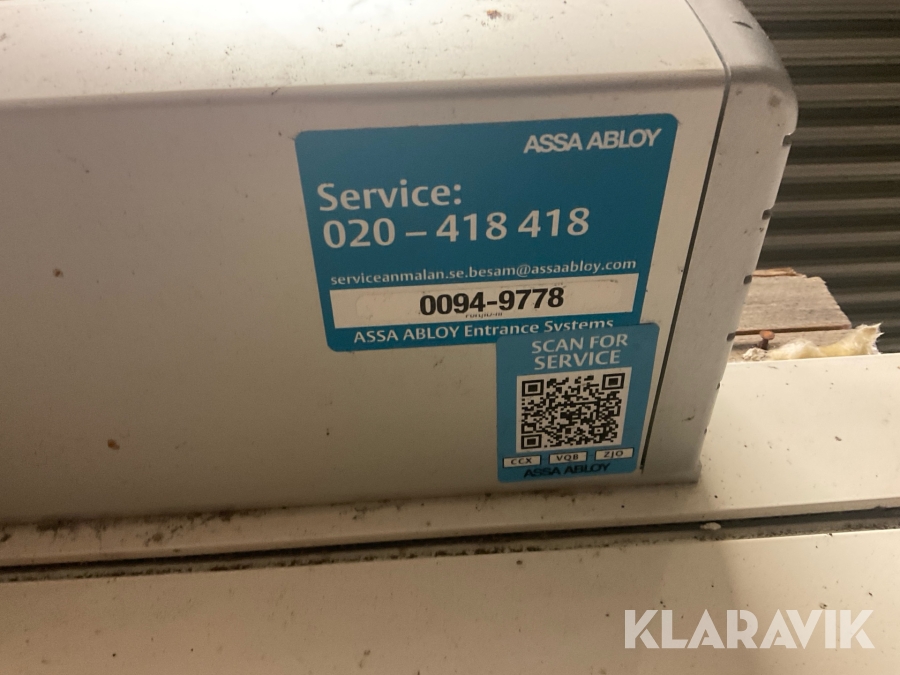 ASSA ABLOY
Service:
020 – 418 418
serviceanmalan.se.besam@assaabloy.com
0094-9778
ASSA ABLOY Entrance Systems
SCAN FOR
SERVICE
CCX VQB ZJO
ASSA ABLOY
KLARAVIK